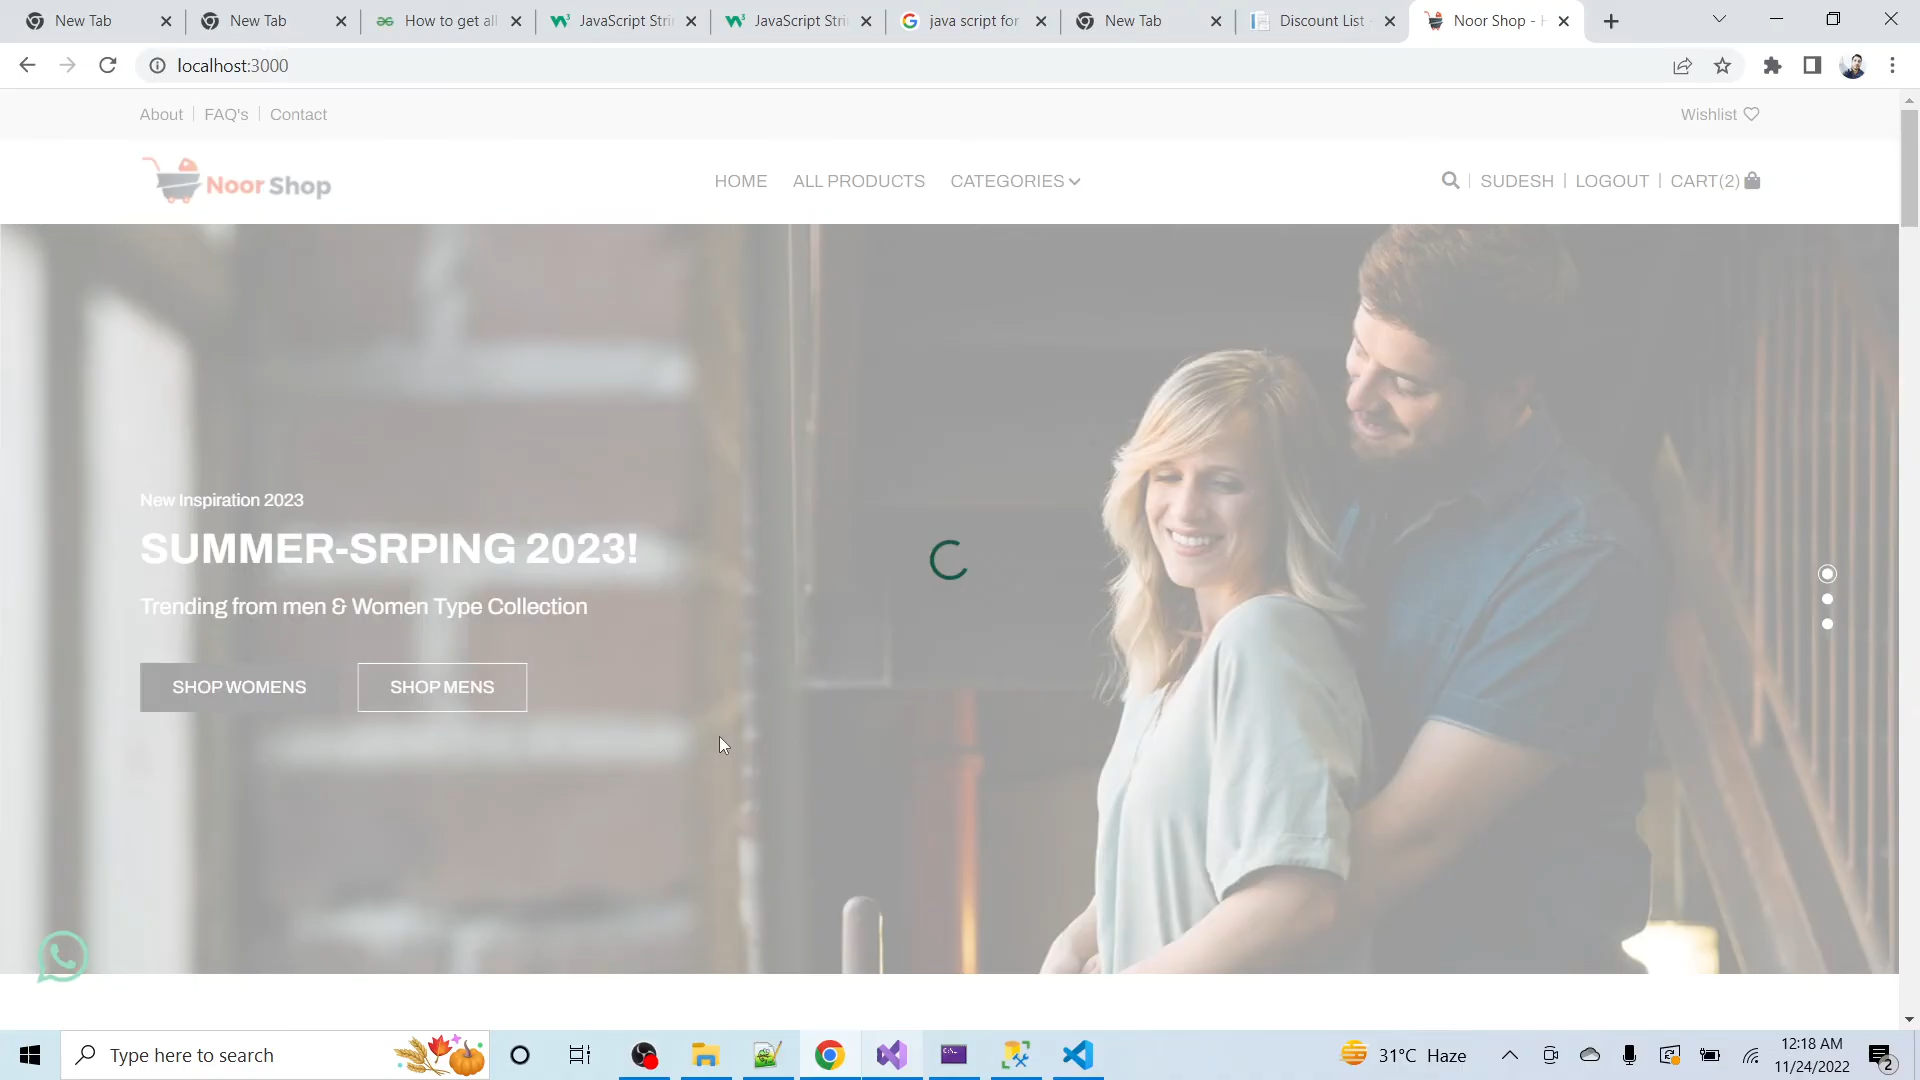 New Tab
New Tab
How to get all
JavaScript Stri
JavaScript Stri
java script for
New Tab
Discount List -
Noor Shop - H
localhost:3000
About
FAQ's
Contact
Wishlist
Noor Shop
HOME
ALL PRODUCTS
CATEGORIES
SUDESH
LOGOUT
CART(2)
New Inspiration 2023
SUMMER-SRPING 2023!
Trending from men & Women Type Collection
SHOP WOMENS
SHOP MENS
Type here to search
31°C Haze
12:18 AM
11/24/2022
2